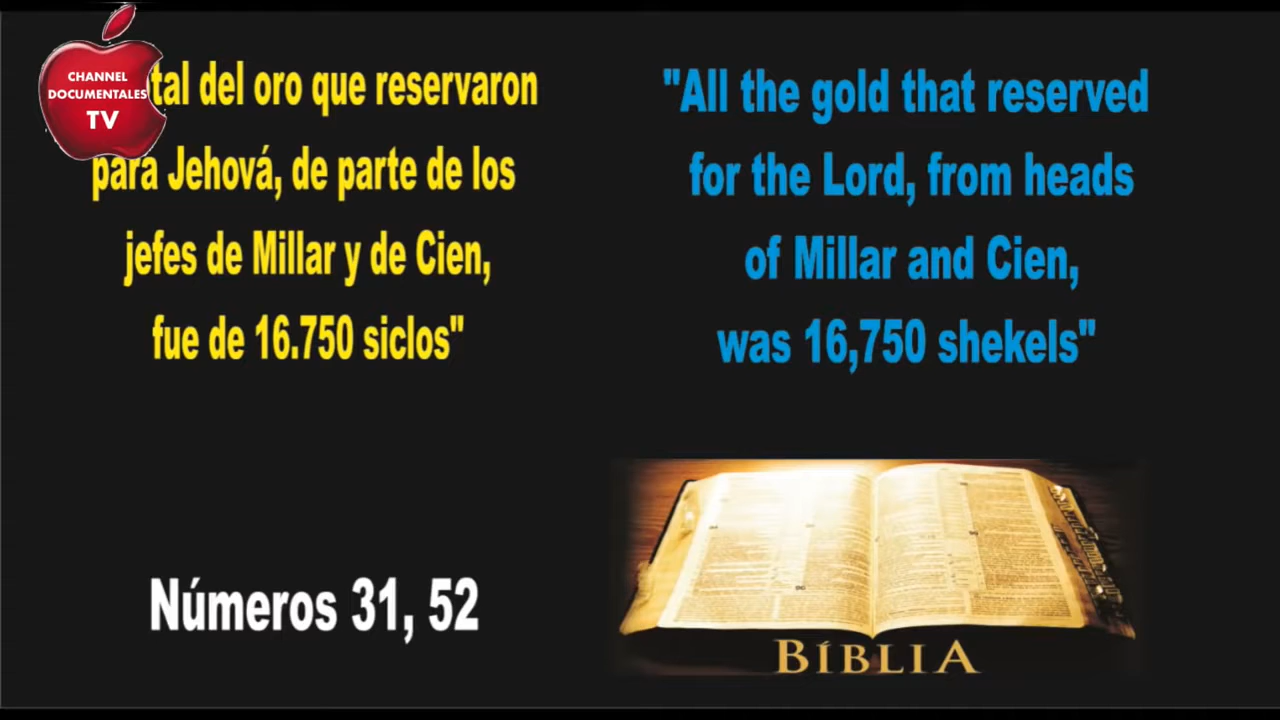 CHANNEL
DOCUMENTALES
TV
tal del oro que reservaron
para Jehová, de parte de los
jefes de Millar y de Cien,
fue de 16.750 siclos"
"All the gold that reserved
for the Lord, from heads
of Millar and Cien,
was 16,750 shekels"
Números 31, 52
BÍBLIA